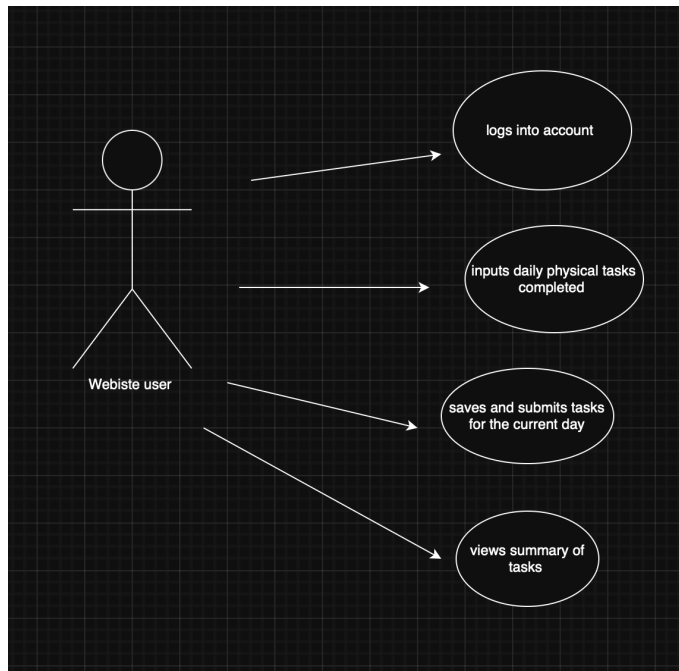 logs into account
inputs daily physical tasks
completed
Webiste user
saves and submits tasks
for the current day
views summary of
tasks